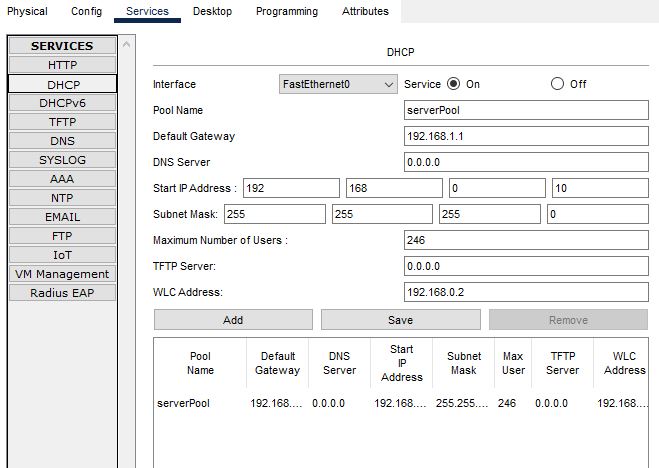 Physical Config Services Desktop Programming Attributes
SERVICES
HTTP
DHCP
DHCPv6
TFTP
DNS
SYSLOG
AAA
NTP
EMAIL
FTP
IoT
VM Management
Radius EAP
DHCP
Interface FastEthernet0 Service On Off
Pool Name serverPool
Default Gateway 192.168.1.1
DNS Server 0.0.0.0
Start IP Address : 192 168 0 10
Subnet Mask: 255 255 255 0
Maximum Number of Users : 246
TFTP Server: 0.0.0.0
WLC Address: 192.168.0.2
Add Save Remove
Pool Name Default Gateway DNS Server Start IP Address Subnet Mask Max User TFTP Server WLC Address
serverPool 192.168.... 0.0.0.0 192.168.... 255.255.... 246 0.0.0.0 192.168...